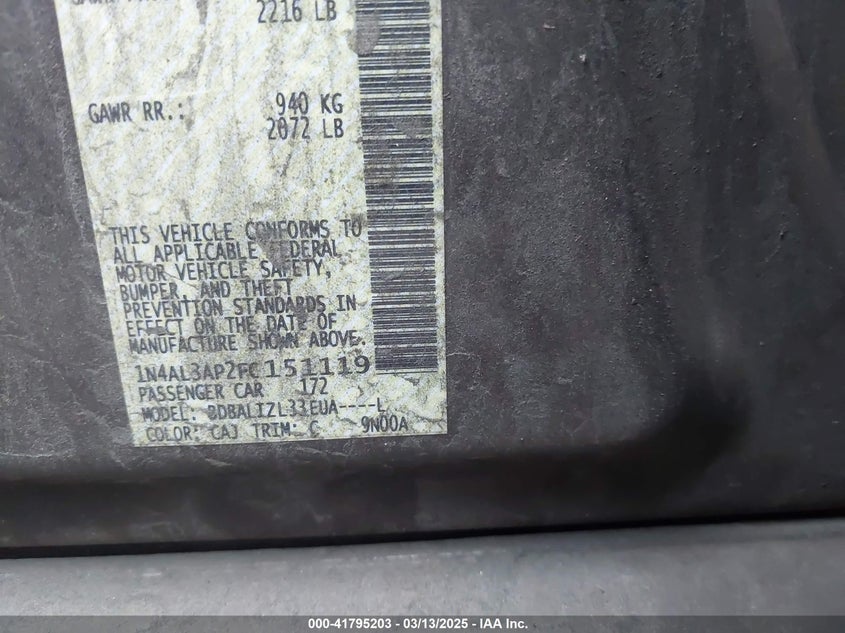 2216 LB
GAWR RR.: 940 KG
2072 LB
THIS VEHICLE CONFORMS TO
ALL APPLICABLE FEDERAL
MOTOR VEHICLE SAFETY,
BUMPER, AND THEFT
PREVENTION STANDARDS IN
EFFECT ON THE DATE OF
MANUFACTURE SHOWN ABOVE.
1N4AL3AP2FC151119
PASSENGER CAR 172
MODEL: BDBALIZL33EUA----L
COLOR: CAJ TRIM: C 9N00A
000-41795203 - 03/13/2025 - IAA Inc.